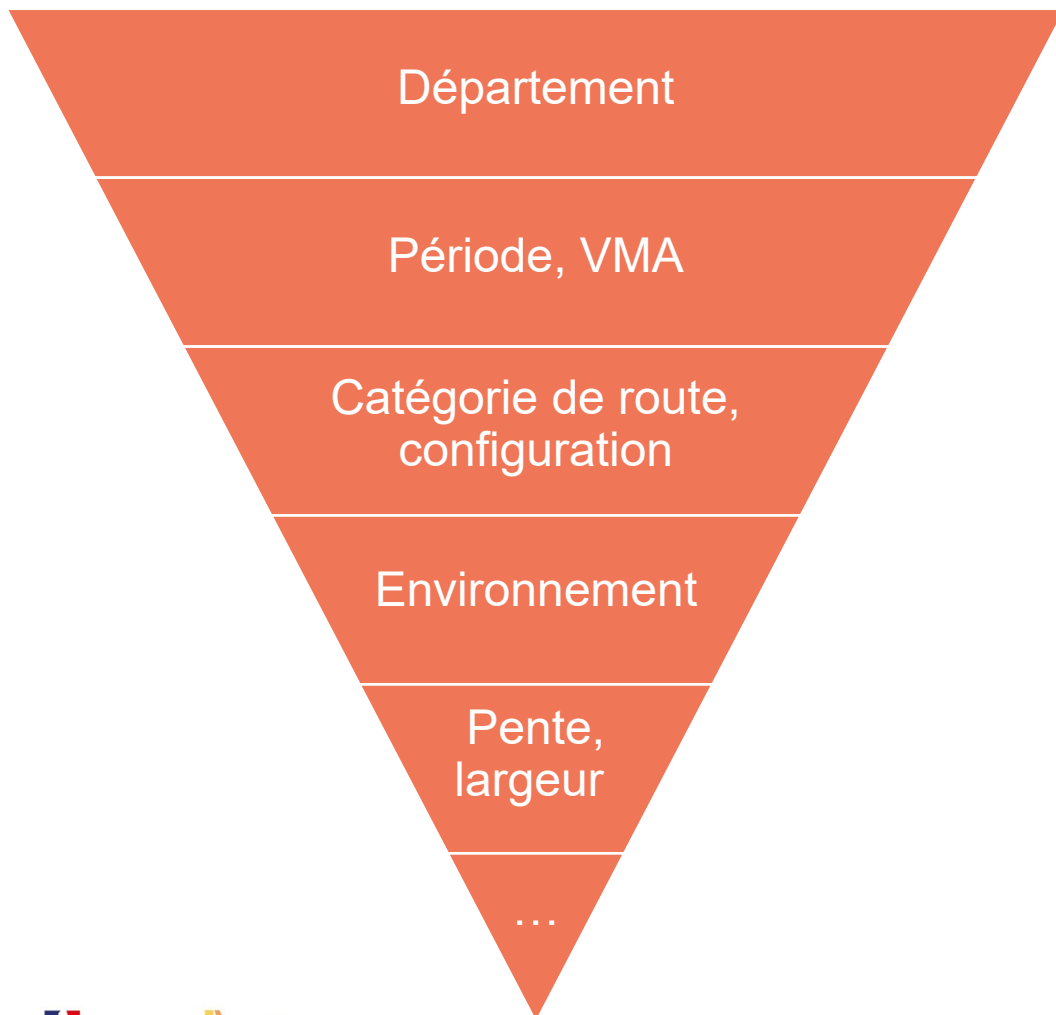 Département
Période, VMA
Catégorie de route,
configuration
Environnement
Pente,
largeur
…